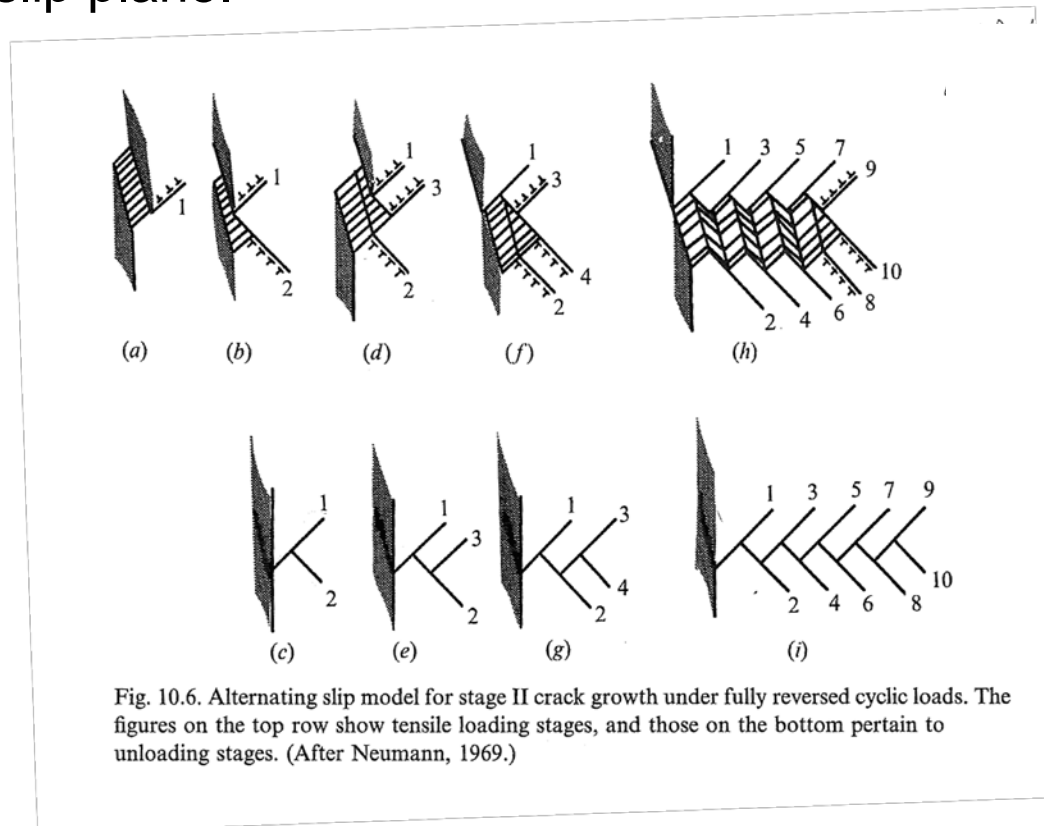 slip plane.
1
1
2
1
3
2
1
3
4
2
1 3 5 7
9
10
8
2. 4 6
(a) (b) (d) (f) (h)
1
2
1
3
2
1
3
4
2
1 3 5 7 9
10
2 4 6 8
(c) (e) (g) (i)
Fig. 10.6. Alternating slip model for stage II crack growth under fully reversed cyclic loads. The
figures on the top row show tensile loading stages, and those on the bottom pertain to
unloading stages. (After Neumann, 1969.)